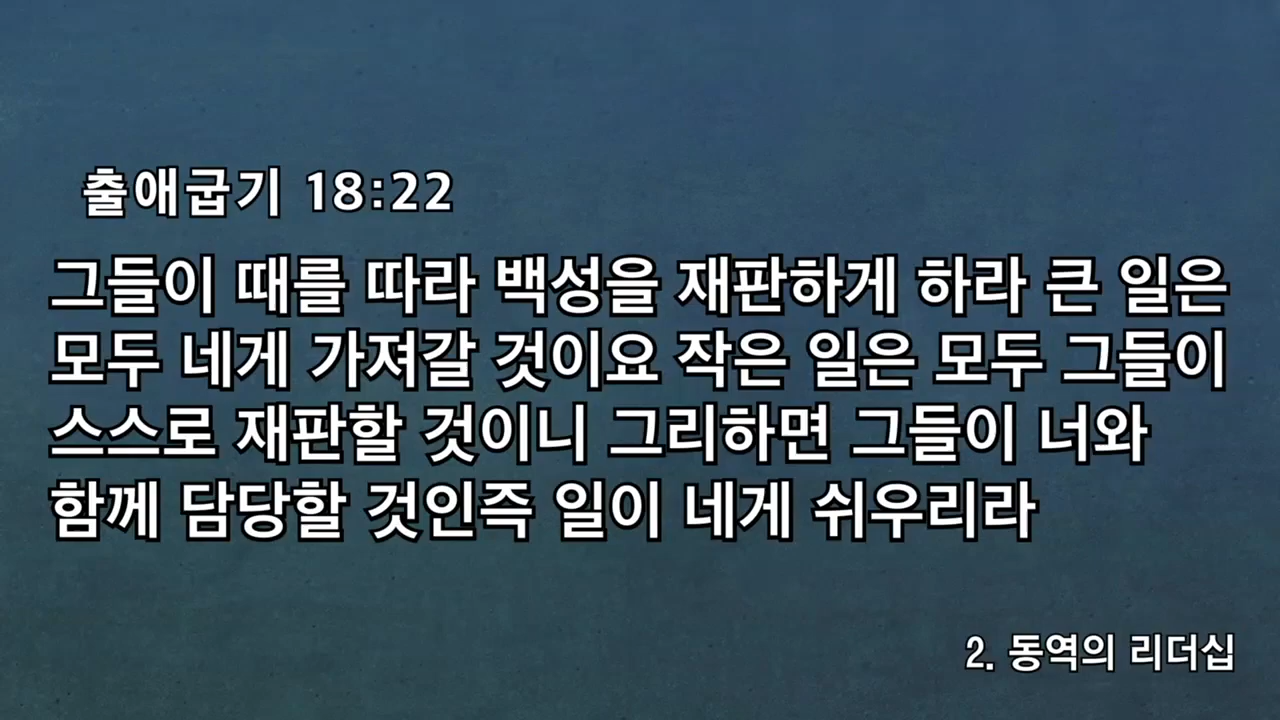 출애굽기 18:22
그들이 때를 따라 백성을 재판하게 하라 큰 일은
모두 네게 가져갈 것이요 작은 일은 모두 그들이
스스로 재판할 것이니 그리하면 그들이 너와
함께 담당할 것인즉 일이 네게 쉬우리라
2. 동역의 리더십